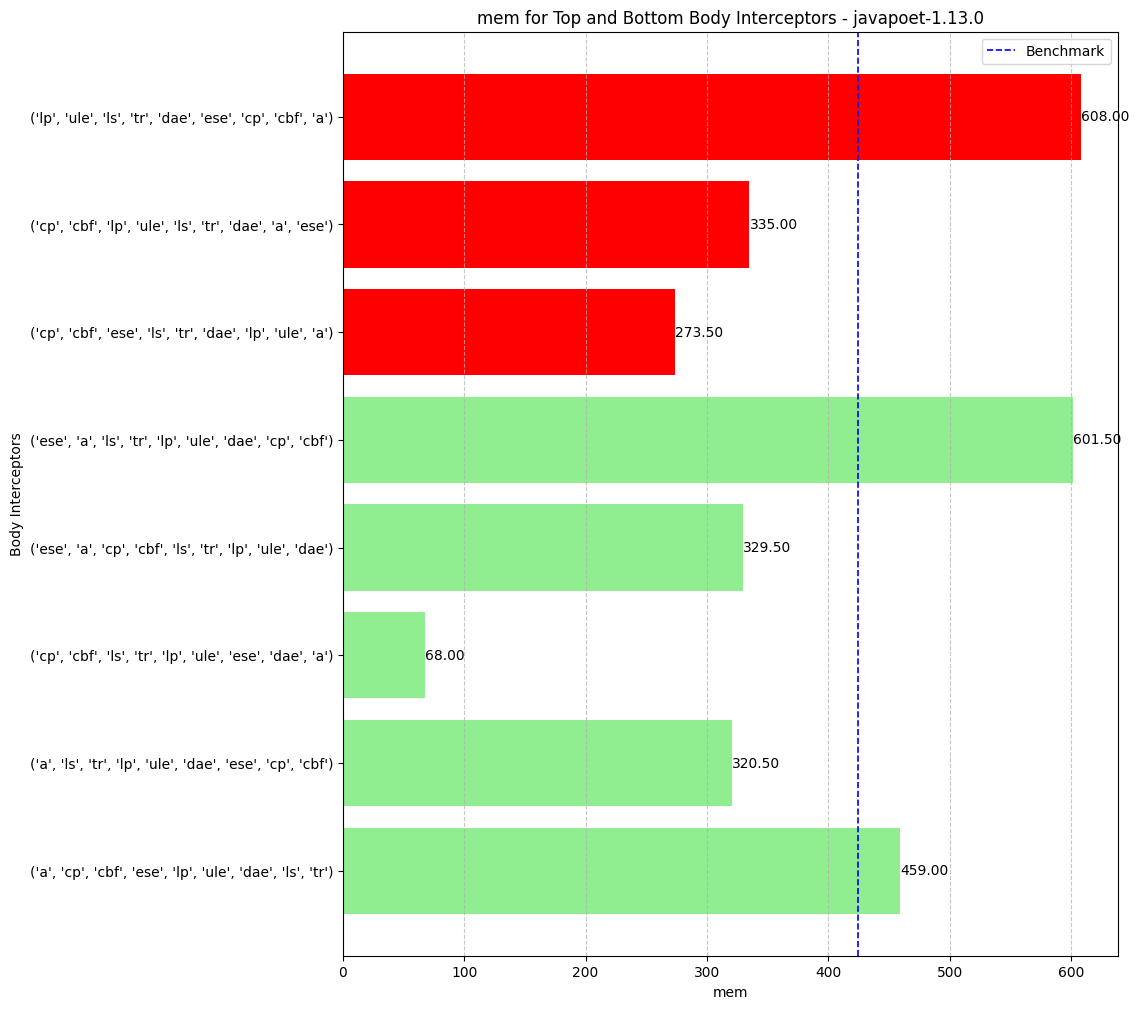 mem for Top and Bottom Body Interceptors - javapoet-1.13.0
Benchmark
('lp', 'ule', 'ls', 'tr', 'dae', 'ese', 'cp', 'cbf', 'a')
608.00
('cp', 'cbf', 'lp', 'ule', 'ls', 'tr', 'dae', 'a', 'ese')
335.00
('cp', 'cbf', 'ese', 'ls', 'tr', 'dae', 'lp', 'ule', 'a')
273.50
('ese', 'a', 'ls', 'tr', 'lp', 'ule', 'dae', 'cp', 'cbf')
601.50
('ese', 'a', 'cp', 'cbf', 'ls', 'tr', 'lp', 'ule', 'dae')
329.50
('cp', 'cbf', 'ls', 'tr', 'lp', 'ule', 'ese', 'dae', 'a')
68.00
('a', 'ls', 'tr', 'lp', 'ule', 'dae', 'ese', 'cp', 'cbf')
320.50
('a', 'cp', 'cbf', 'ese', 'lp', 'ule', 'dae', 'ls', 'tr')
459.00
Body Interceptors
0 100 200 300 400 500 600
mem